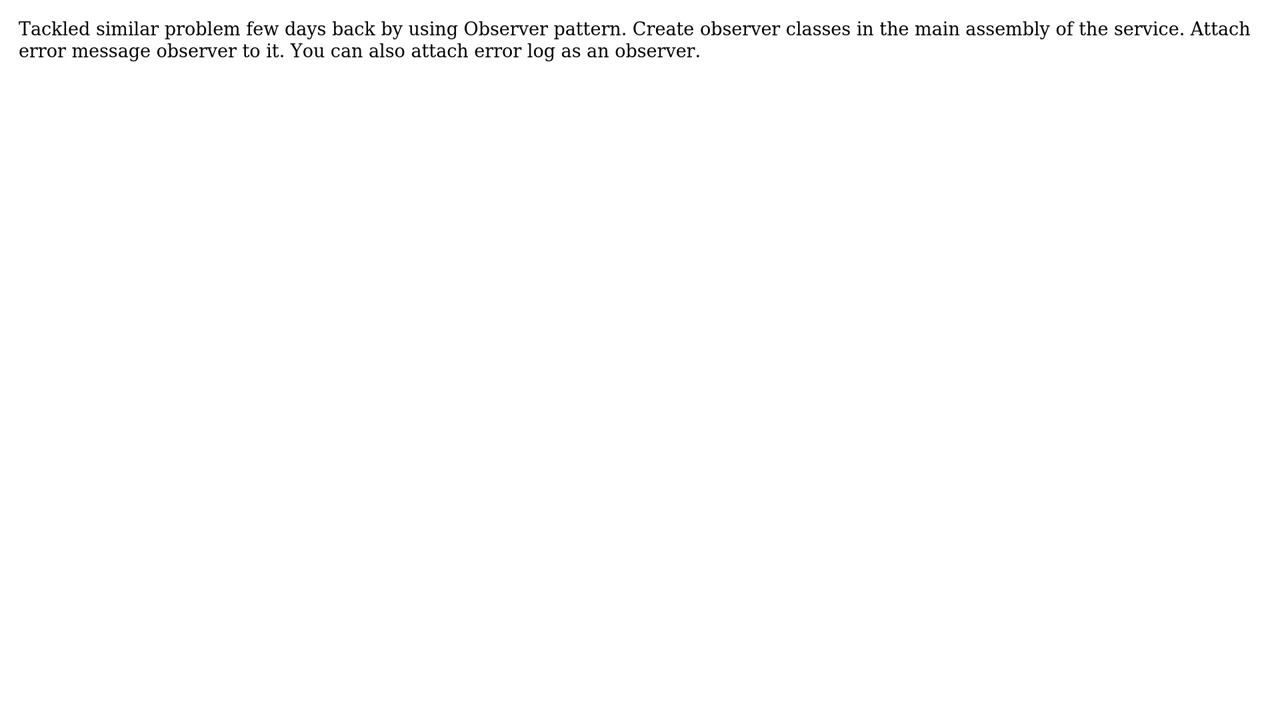 Tackled similar problem few days back by using Observer pattern. Create observer classes in the main assembly of the service. Attach
error message observer to it. You can also attach error log as an observer.